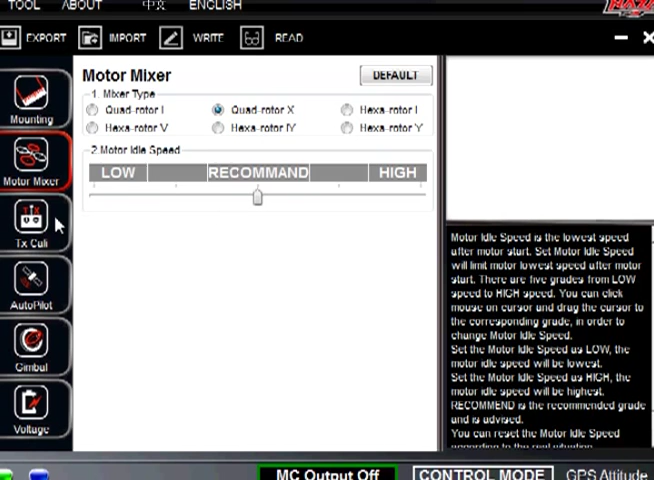 TOOL ABOUT 中文 ENGLISH
EXPORT IMPORT WRITE READ
Mounting
Motor Mixer
Tx Cali
AutoPilot
Gimbul
Voltage
Motor Mixer
DEFAULT
1. Mixer Type
Quad-rotor I Quad-rotor X Hexa-rotor I
Hexa-rotor V Hexa-rotor IY Hexa-rotor Y
2.Motor Idle Speed
LOW RECOMMAND HIGH
Motor Idle Speed is the lowest speed
after motor start. Set Motor Idle Speed
will limit motor lowest speed after motor
start. There are five grades from LOW
speed to HIGH speed. You can click
mouse on cursor and drag the cursor to
the corresponding grade, in order to
change Motor Idle Speed.
Set the Motor Idle Speed as LOW, the
motor idle speed will be lowest.
Set the Motor Idle Speed as HIGH, the
motor idle speed will be highest.
RECOMMEND is the recommended grade
and is advised.
You can reset the Motor Idle Speed
according to the real situation
MC Output Off CONTROL MODE GPS Attitude